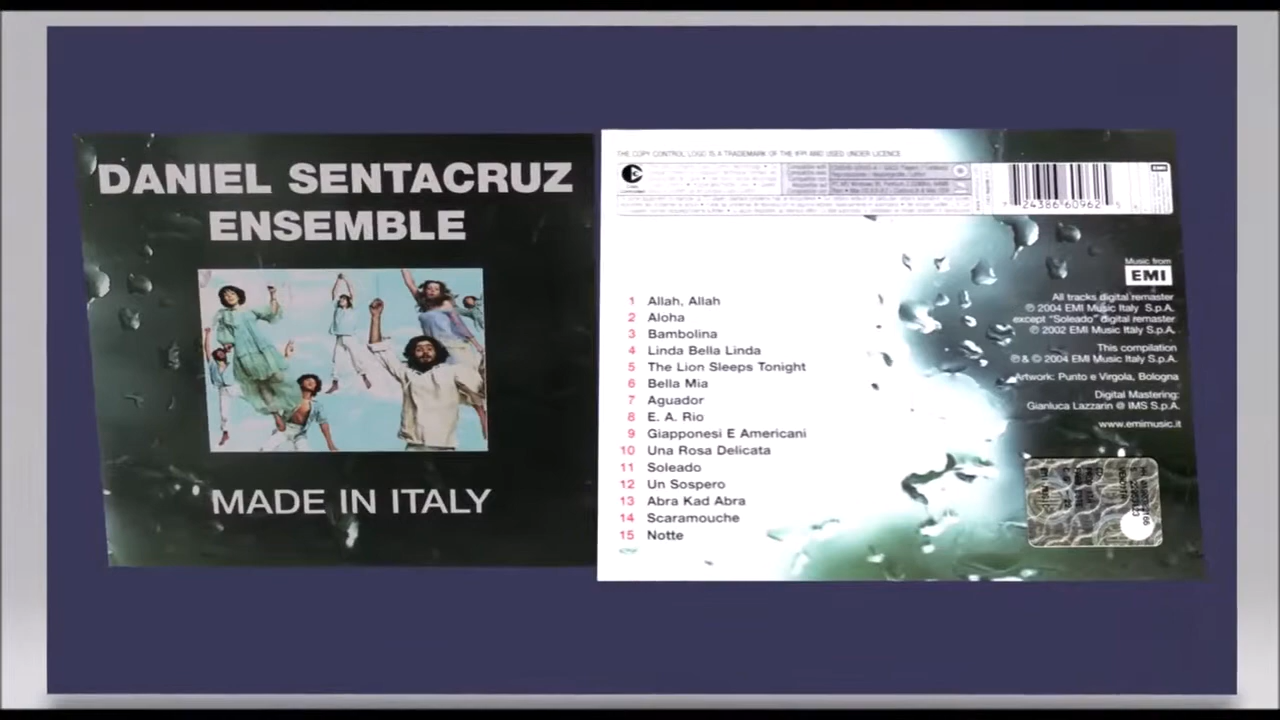 DANIEL SENTACRUZ
ENSEMBLE
MADE IN ITALY
THE COPY CONTROL LOGO IS A TRADEMARK OF THE IFPI AND USED UNDER LICENCE
24386 60962
EMI
Music from
EMI
All tracks digital remaster
℗ 2004 EMI Music Italy S.p.A.
except "Soleado" digital remaster
℗ 2002 EMI Music Italy S.p.A.
This compilation
℗ & © 2004 EMI Music Italy S.p.A.
Artwork: Punto e Virgola, Bologna
Digital Mastering:
Gianluca Lazzarin @ IMS S.p.A.
www.emimusic.it
1 Allah, Allah
2 Aloha
3 Bambolina
4 Linda Bella Linda
5 The Lion Sleeps Tonight
6 Bella Mia
7 Aguador
8 E. A. Rio
9 Giapponesi E Americani
10 Una Rosa Delicata
11 Soleado
12 Un Sospero
13 Abra Kad Abra
14 Scaramouche
15 Notte